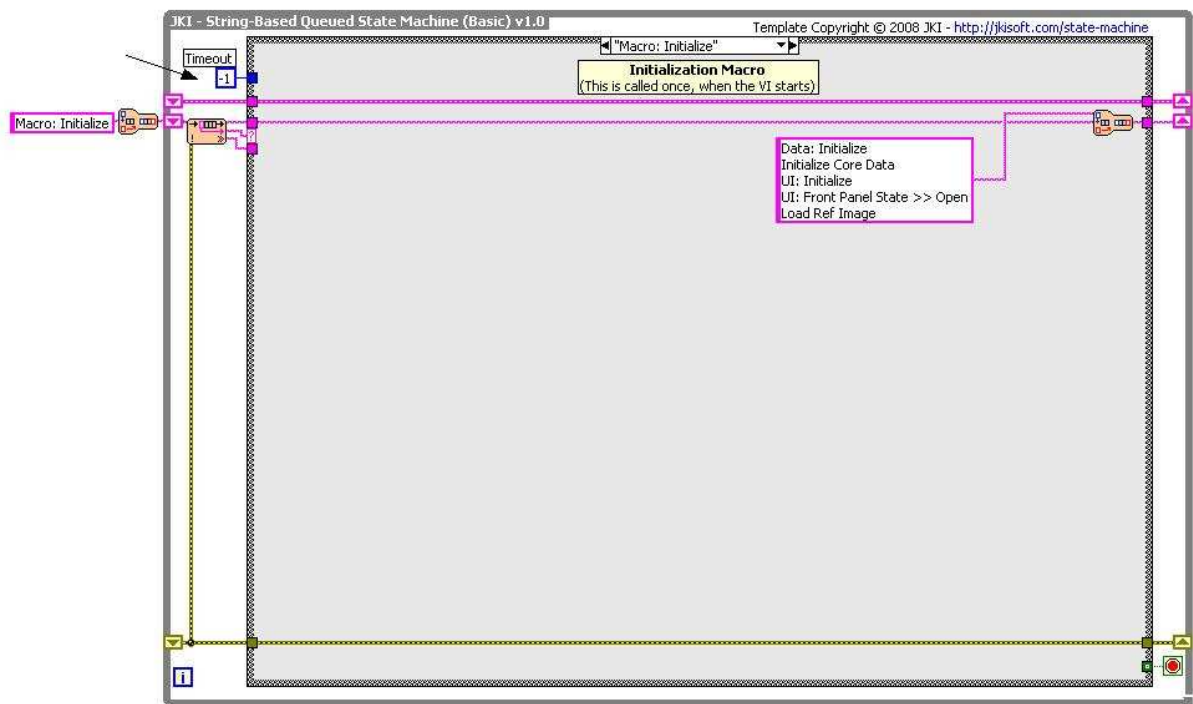 JKI - String-Based Queued State Machine (Basic) v1.0
Template Copyright © 2008 JKI - http://jkisoft.com/state-machine
"Macro: Initialize"
Timeout
-1
Initialization Macro
(This is called once, when the VI starts)
Macro: Initialize
!
»
?
Data: Initialize
Initialize Core Data
UI: Initialize
UI: Front Panel State >> Open
Load Ref Image
i